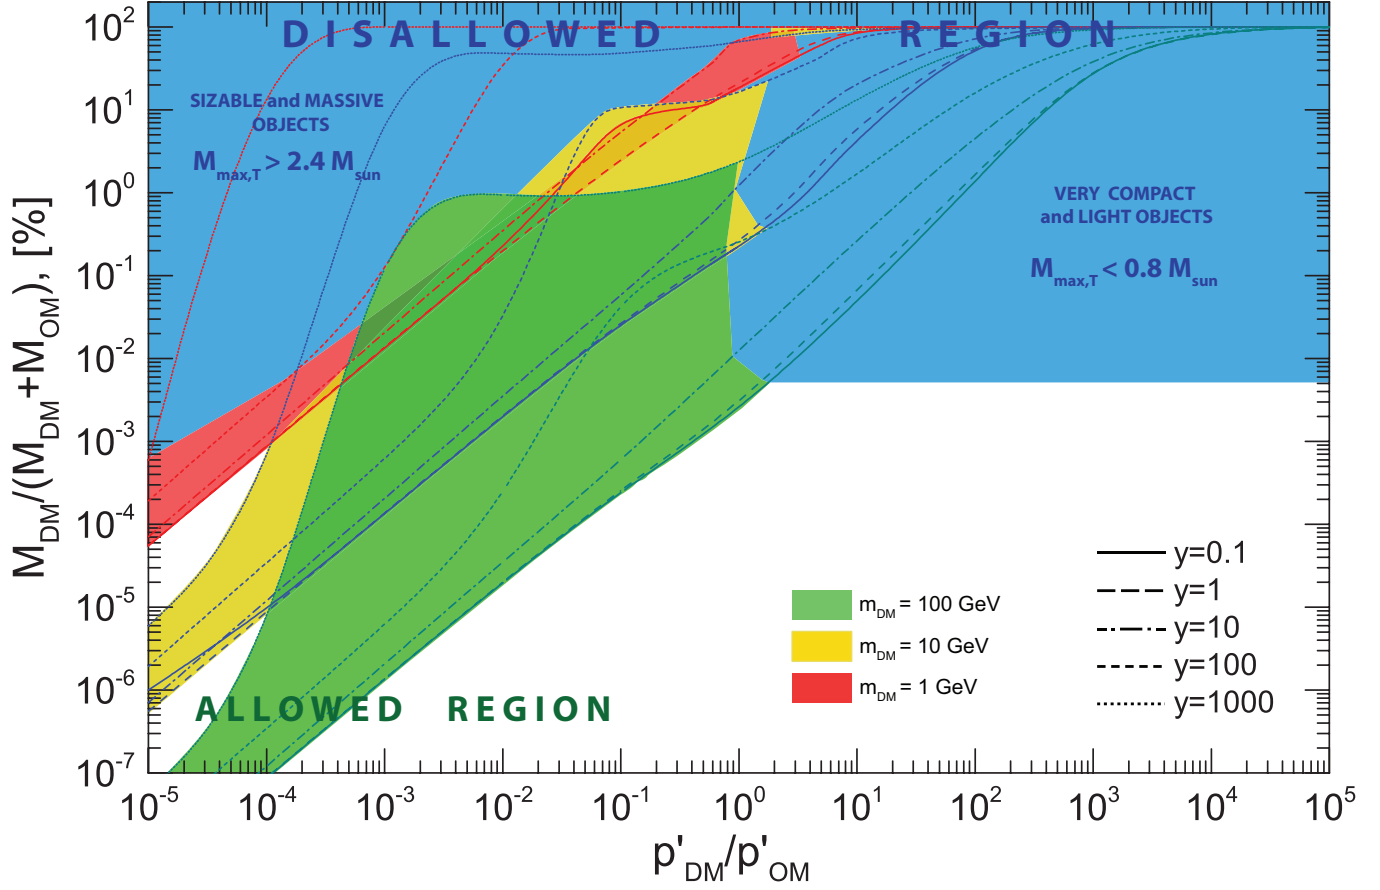 DISALLOWED REGION
SIZABLE and MASSIVE
OBJECTS
M_max,T > 2.4 M_sun
VERY COMPACT
and LIGHT OBJECTS
M_max,T < 0.8 M_sun
ALLOWED REGION
m_DM = 100 GeV
m_DM = 10 GeV
m_DM = 1 GeV
y=0.1
y=1
y=10
y=100
y=1000
M_DM/(M_DM+M_OM), [%]
10^2
10^1
10^0
10^-1
10^-2
10^-3
10^-4
10^-5
10^-6
10^-7
10^-5 10^-4 10^-3 10^-2 10^-1 10^0 10^1 10^2 10^3 10^4 10^5
p'_DM/p'_OM